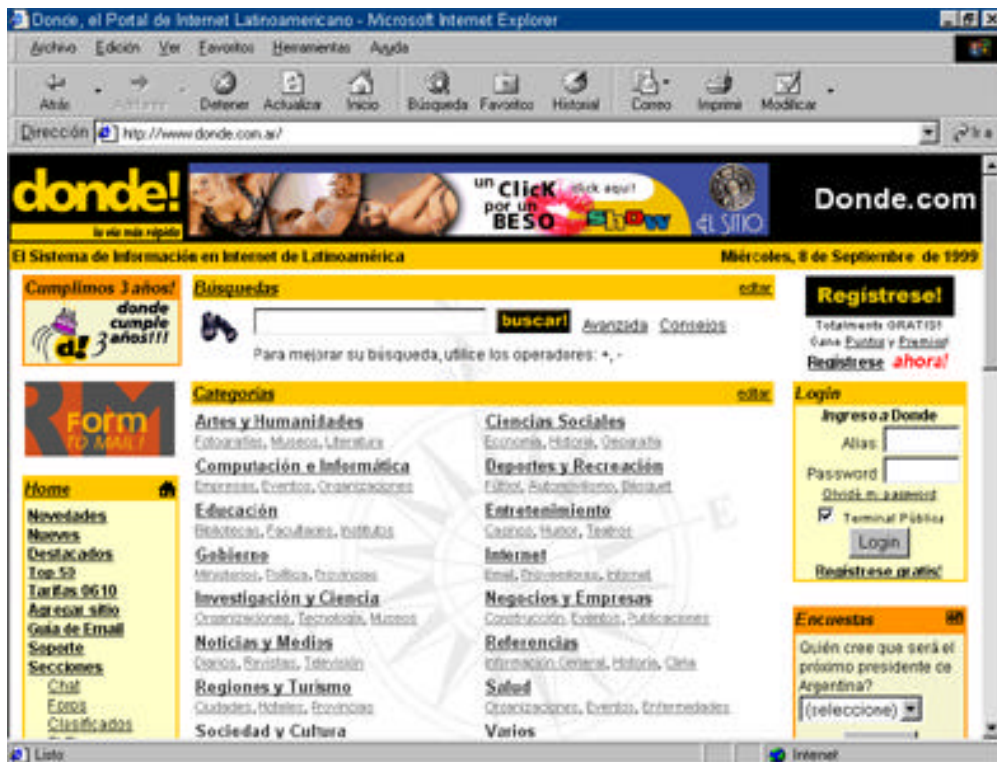 Donde, el Portal de Internet Latinoamericano - Microsoft Internet Explorer
Archivo Edición Ver Favoritos Herramientas Ayuda
Atrás Detener Actualizar Inicio Búsqueda Favoritos Historial Correo Imprimir Modificar
Dirección http://www.donde.com.ar/ Ir a
donde!
la vía más rápida
un Click por un BESO
click aquí!
show
EL SITIO
Donde.com
El Sistema de Información en Internet de Latinoamérica
Miércoles, 8 de Septiembre de 1999
Cumplimos 3 años!
donde
cumple
3 años!!!
d!
FORM
TO MAIL!
Home
Novedades
Nuevos
Destacados
Top 50
Tarifas 0610
Agregar sitio
Guía de Email
Soporte
Secciones
Chat
Foros
Clasificados
Búsquedas editar
buscar! Avanzada Consejos
Para mejorar su búsqueda, utilice los operadores: +, -
Categorías editar
Artes y Humanidades
Fotografías, Museos, Literatura
Computación e Informática
Empresas, Eventos, Organizaciones
Educación
Bibliotecas, Facultades, Institutos
Gobierno
Ministerios, Política, Provincias
Investigación y Ciencia
Organizaciones, Tecnología, Museos
Noticias y Medios
Diarios, Revistas, Televisión
Regiones y Turismo
Ciudades, Hoteles, Provincias
Sociedad y Cultura
Ciencias Sociales
Economía, Historia, Geografía
Deportes y Recreación
Fútbol, Automovilismo, Básquet
Entretenimiento
Casinos, Humor, Teatros
Internet
Email, Proveedores, Internet
Negocios y Empresas
Construcción, Eventos, Publicaciones
Referencias
Información General, Historia, Clima
Salud
Organizaciones, Eventos, Enfermedades
Varios
Regístrese!
Totalmente GRATIS!
Gane Puntos y Premios!
Regístrese ahora!
Login
Ingreso a Donde
Alias
Password
Olvidé mi password
Terminal Pública
Login
Regístrese gratis!
Encuestas
Quién cree que será el
próximo presidente de
Argentina?
(seleccione)
Listo
Internet